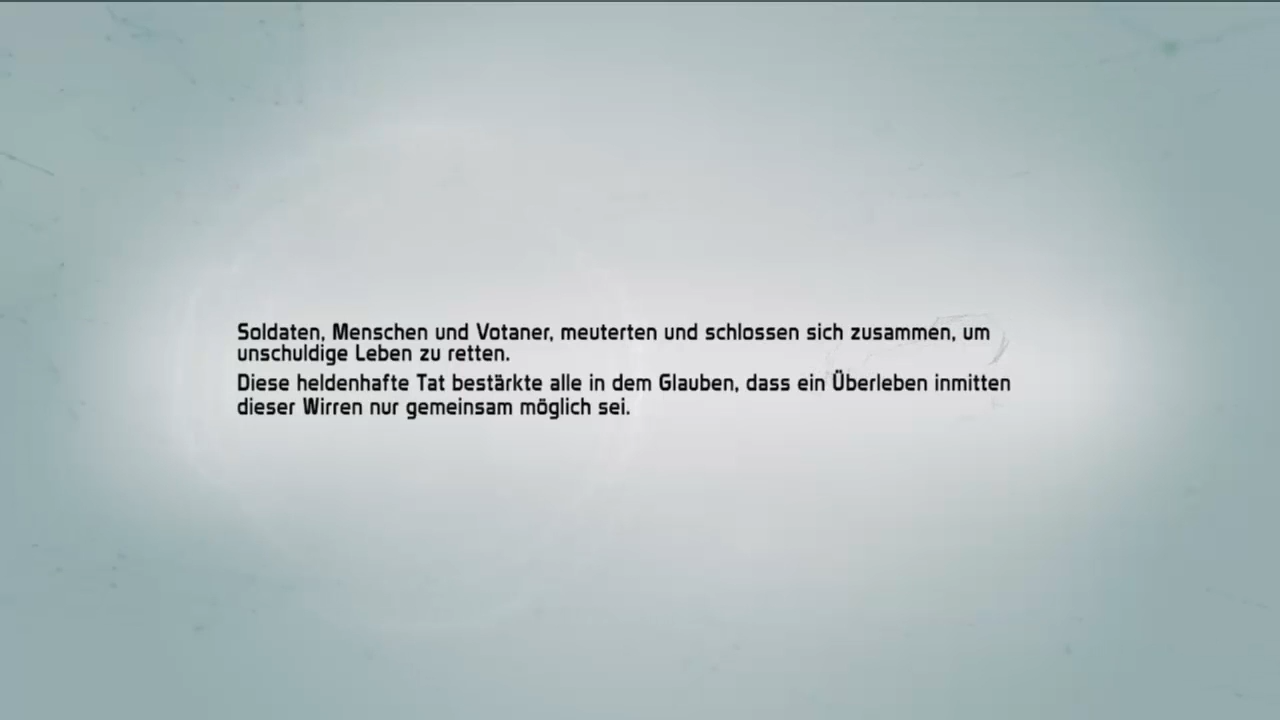 Soldaten, Menschen und Votaner, meuterten und schlossen sich zusammen, um
unschuldige Leben zu retten.
Diese heldenhafte Tat bestärkte alle in dem Glauben, dass ein Überleben inmitten
dieser Wirren nur gemeinsam möglich sei.